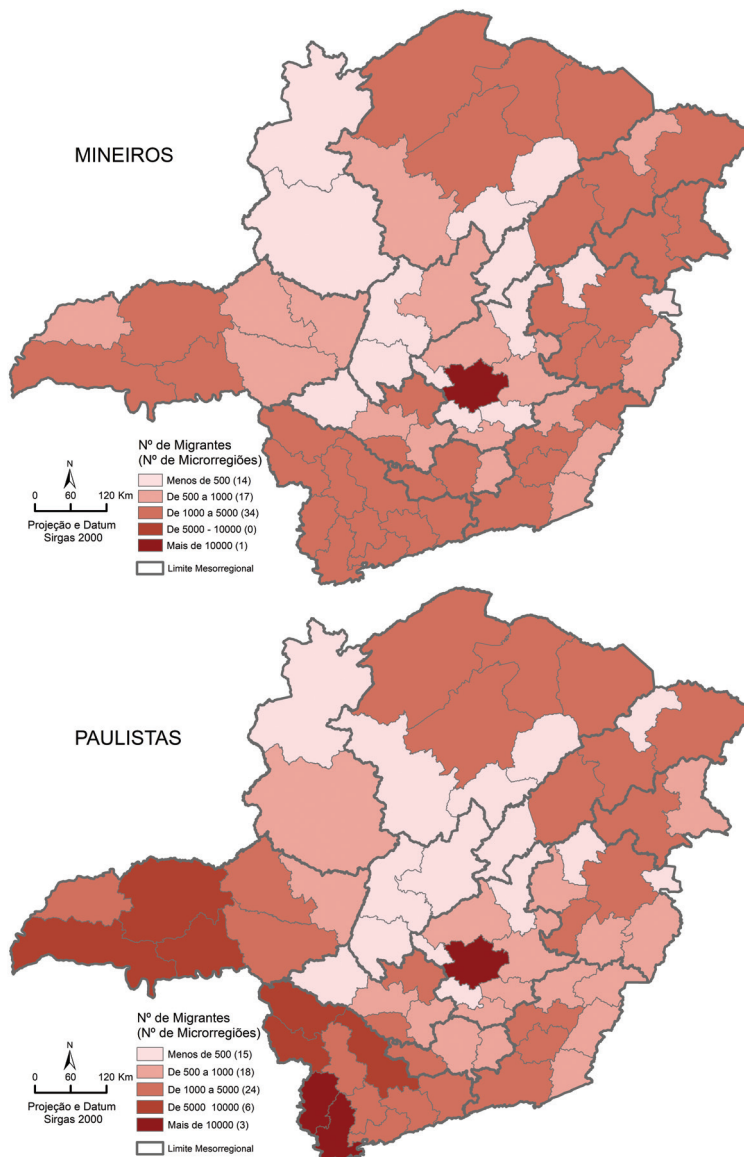 MINEIROS
Nº de Migrantes
(Nº de Microrregiões)
Menos de 500 (14)
De 500 a 1000 (17)
De 1000 a 5000 (34)
De 5000 - 10000 (0)
Mais de 10000 (1)
Limite Mesorregional
N
0 60 120 Km
Projeção e Datum
Sirgas 2000
PAULISTAS
Nº de Migrantes
(Nº de Microrregiões)
Menos de 500 (15)
De 500 a 1000 (18)
De 1000 a 5000 (24)
De 5000 10000 (6)
Mais de 10000 (3)
Limite Mesorregional
N
0 60 120 Km
Projeção e Datum
Sirgas 2000